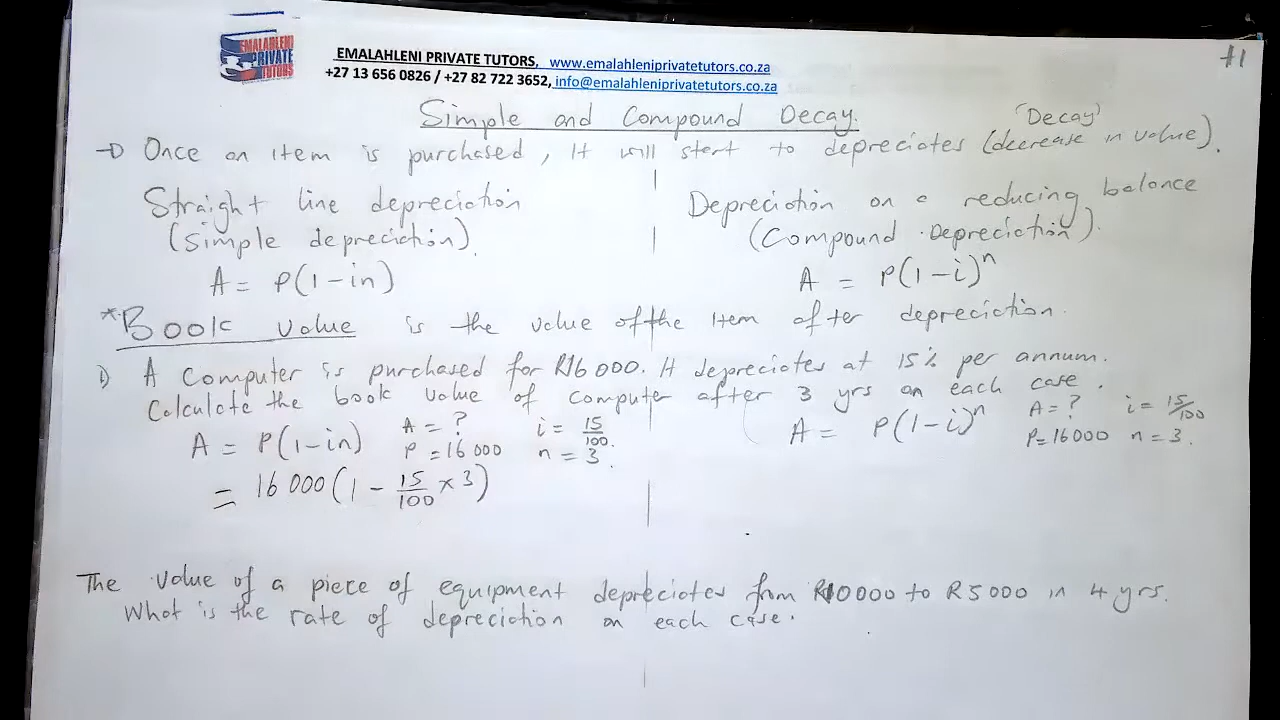 EMALAHLENI
PRIVATE
TUTORS
EMALAHLENI PRIVATE TUTORS, www.emalahleniprivatetutors.co.za
+27 13 656 0826 / +27 82 722 3652, info@emalahleniprivatetutors.co.za
#1
Simple and Compound Decay.
'Decay'
→ Once an item is purchased, it will start to depreciates (decrease in value).
Straight line depreciation
(Simple depreciation).
A = P(1-in)
Depreciation on a reducing balance
(Compound Depreciation).
A = P(1-i)^n
*Book value is the value of the item after depreciation.
1) A computer is purchased for R16 000. It depreciates at 15% per annum.
Calculate the book value of computer after 3 yrs on each case.
A = P(1-in) A = ? i = 15/100.
P = 16 000 n = 3.
= 16 000(1 - 15/100 × 3)
A = P(1-i)^n A = ? i = 15/100
P = 16000 n = 3.
The value of a piece of equipment depreciates from R10000 to R5000 in 4 yrs.
What is the rate of depreciation on each case.